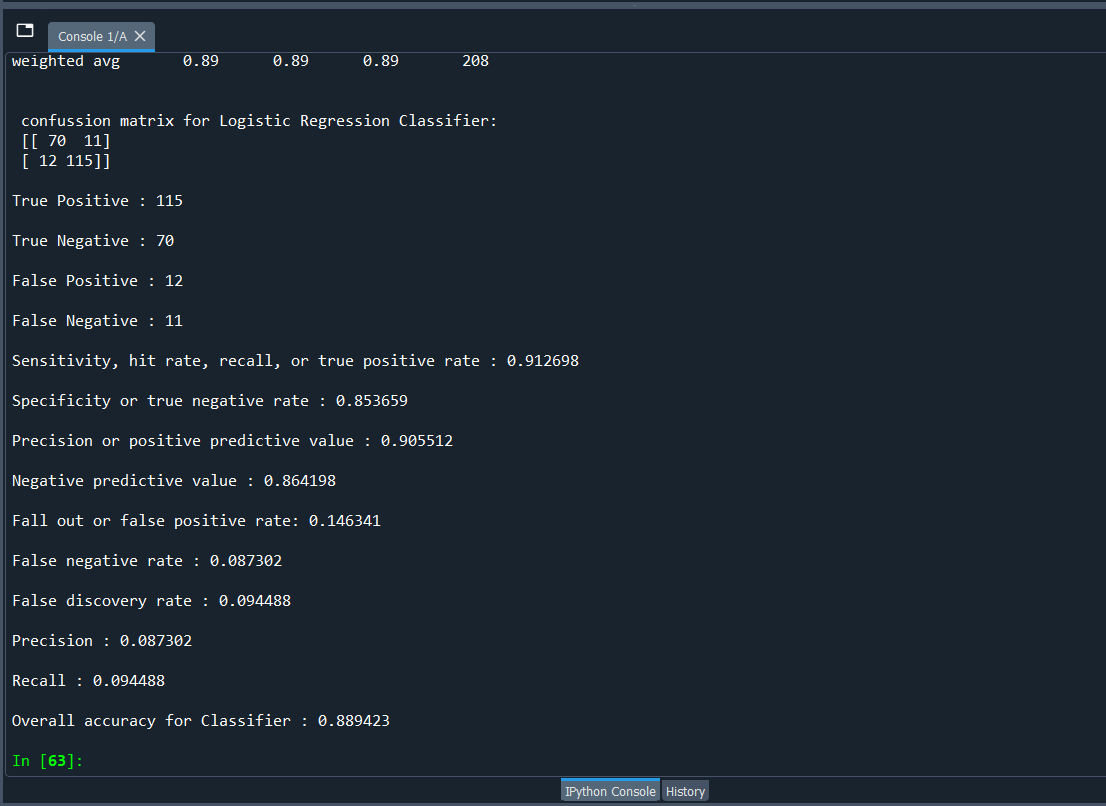 Console 1/A
weighted avg 0.89 0.89 0.89 208
confussion matrix for Logistic Regression Classifier:
[[ 70 11]
[ 12 115]]
True Positive : 115
True Negative : 70
False Positive : 12
False Negative : 11
Sensitivity, hit rate, recall, or true positive rate : 0.912698
Specificity or true negative rate : 0.853659
Precision or positive predictive value : 0.905512
Negative predictive value : 0.864198
Fall out or false positive rate: 0.146341
False negative rate : 0.087302
False discovery rate : 0.094488
Precision : 0.087302
Recall : 0.094488
Overall accuracy for Classifier : 0.889423
In [63]:
IPython Console History